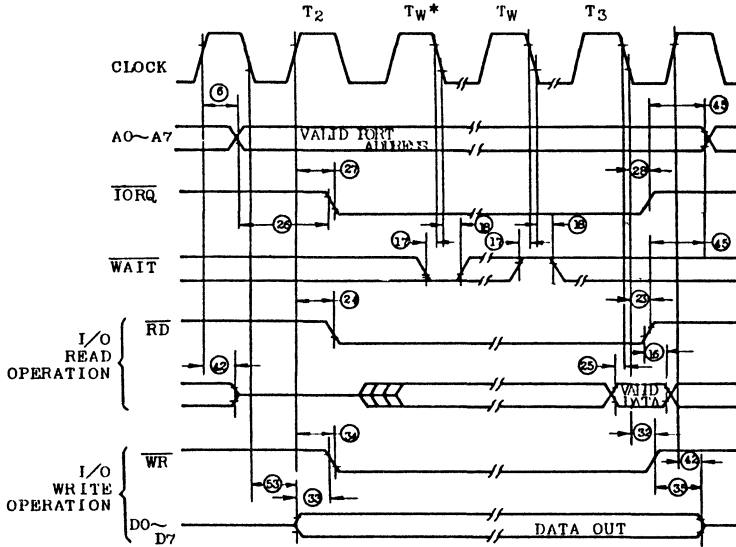 T2 TW* TW T3
CLOCK
6 45
A0~A7 VALID PORT
ADDRESS
27 28
IORQ
26
17 18 17 18
45
WAIT
24 23
RD
I/O
READ
OPERATION
42 25 16
VALID
DATA
34 32
WR
42
I/O
WRITE
OPERATION
53 33 35
D0~
D7
DATA OUT